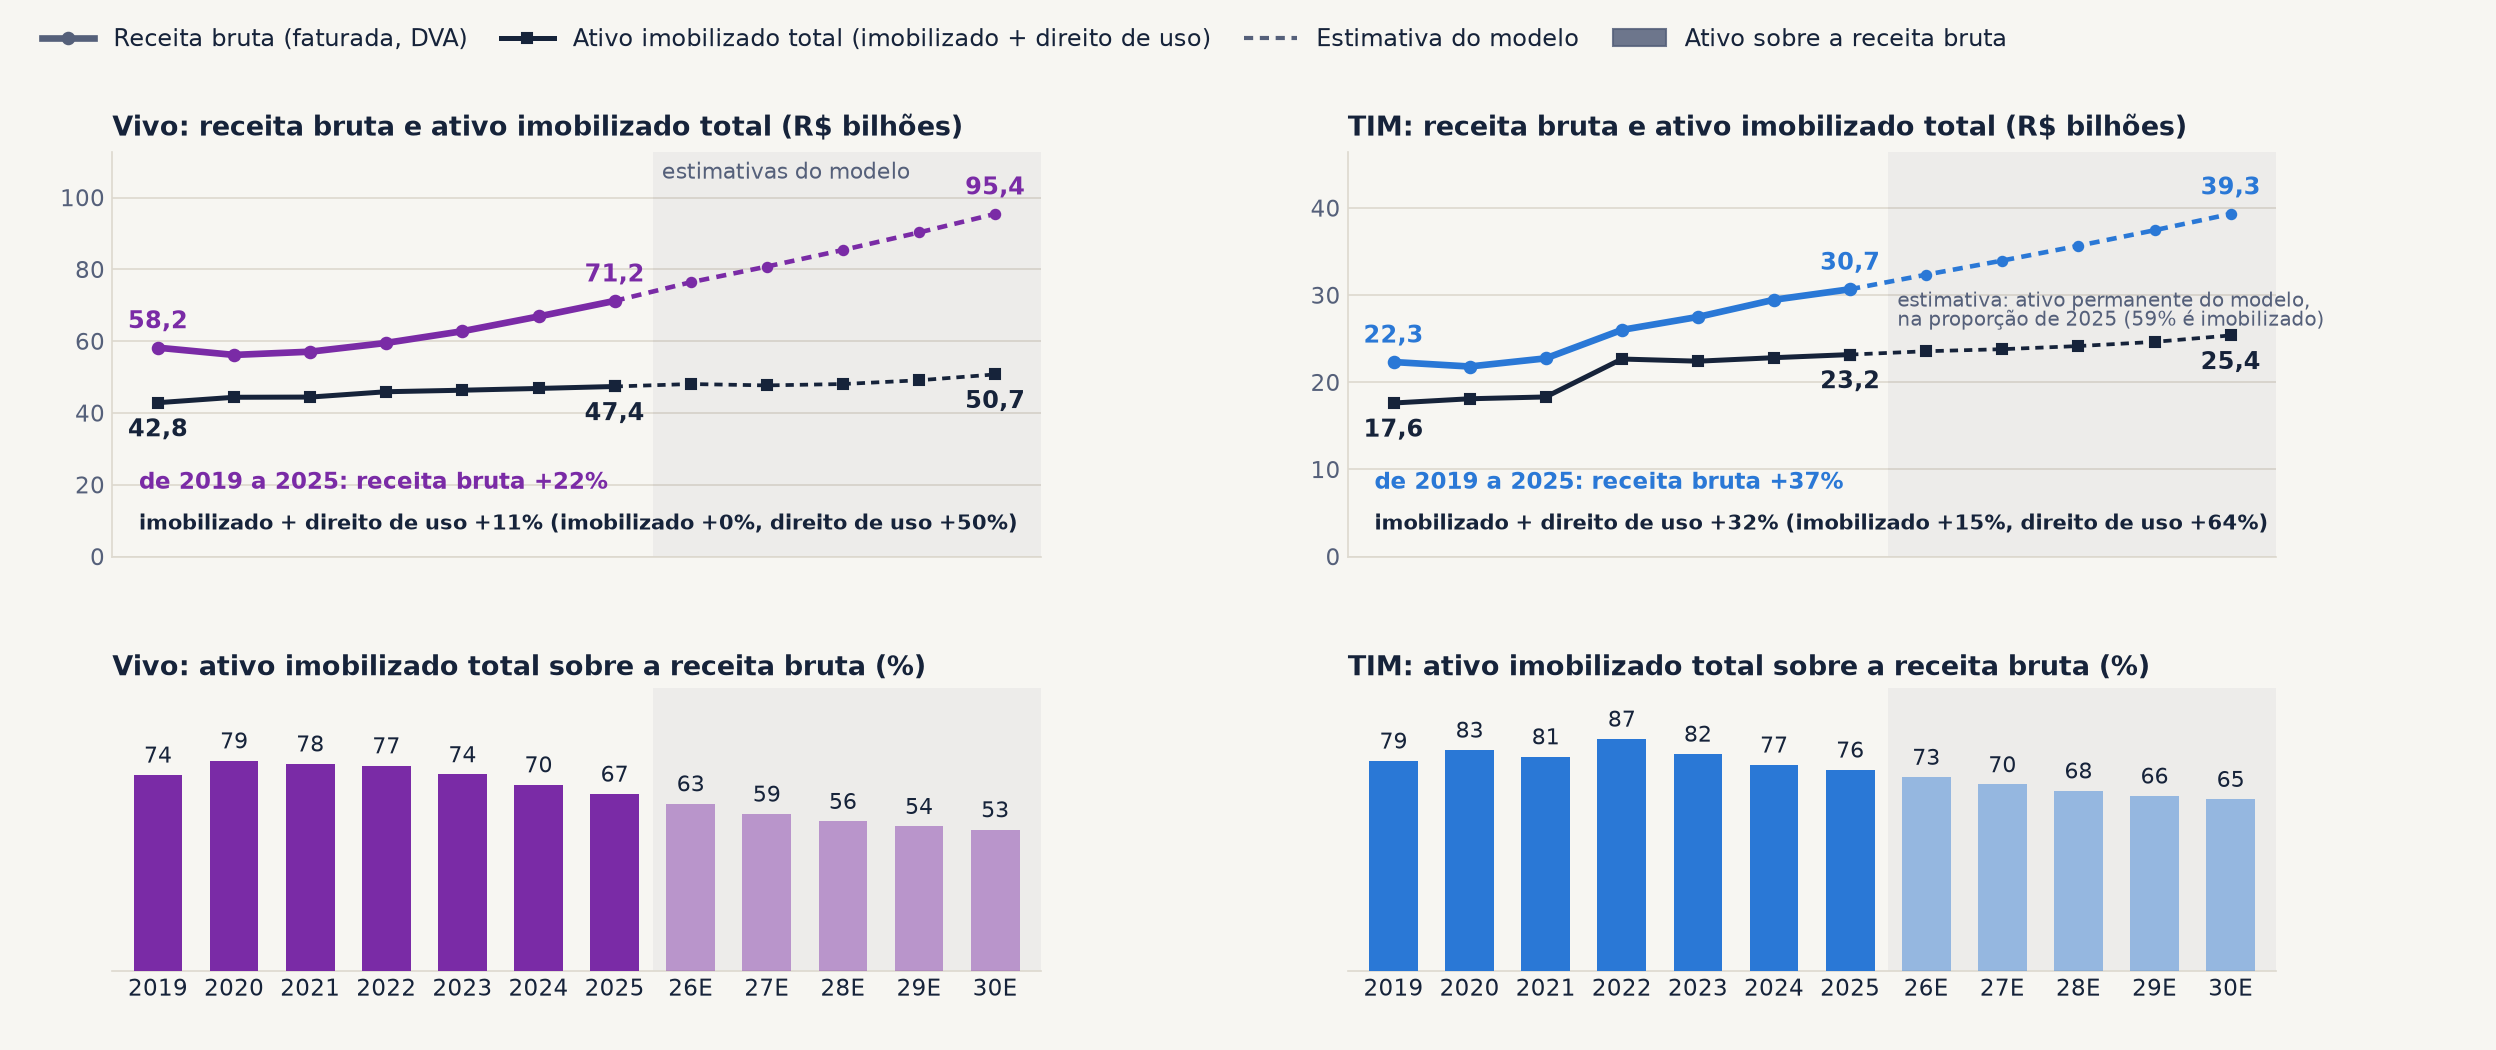 Receita bruta (faturada, DVA)
Ativo imobilizado total (imobilizado + direito de uso)
Estimativa do modelo
Ativo sobre a receita bruta
Vivo: receita bruta e ativo imobilizado total (R$ bilhões)
estimativas do modelo
100
80
60
40
20
0
58,2
71,2
95,4
42,8
47,4
50,7
de 2019 a 2025: receita bruta +22%
imobilizado + direito de uso +11% (imobilizado +0%, direito de uso +50%)
TIM: receita bruta e ativo imobilizado total (R$ bilhões)
40
30
20
10
0
22,3
30,7
39,3
estimativa: ativo permanente do modelo,
na proporção de 2025 (59% é imobilizado)
17,6
23,2
25,4
de 2019 a 2025: receita bruta +37%
imobilizado + direito de uso +32% (imobilizado +15%, direito de uso +64%)
Vivo: ativo imobilizado total sobre a receita bruta (%)
74 79 78 77 74 70 67 63 59 56 54 53
2019 2020 2021 2022 2023 2024 2025 26E 27E 28E 29E 30E
TIM: ativo imobilizado total sobre a receita bruta (%)
79 83 81 87 82 77 76 73 70 68 66 65
2019 2020 2021 2022 2023 2024 2025 26E 27E 28E 29E 30E